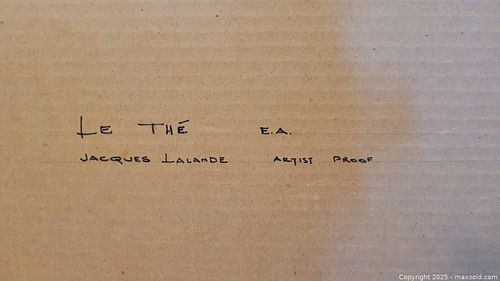 Le Thé E.A.
Jacques Lalande Artist Proof
Copyright 2025 - maxsold.com